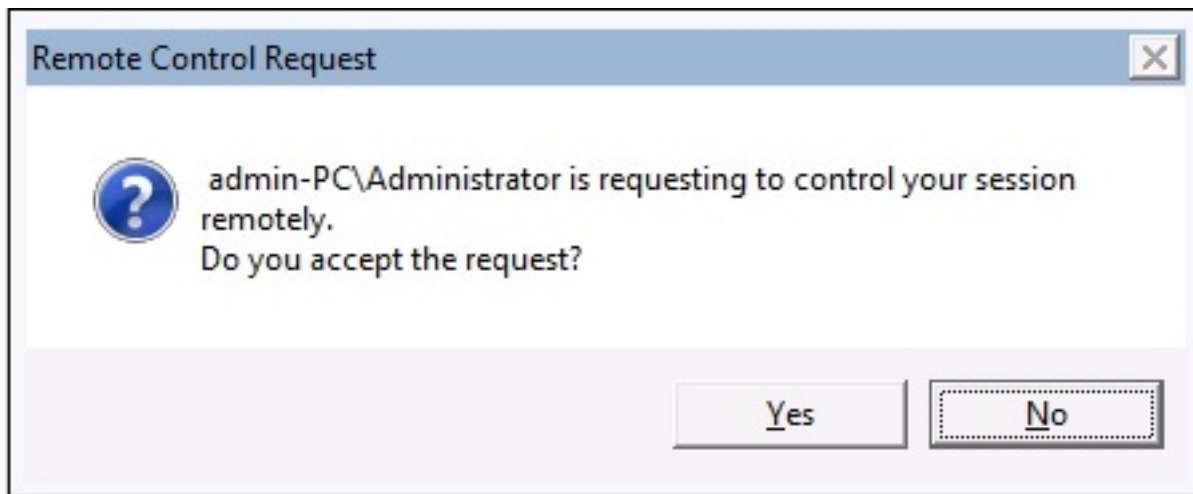 Remote Control Request
admin-PC\Administrator is requesting to control your session
remotely.
Do you accept the request?
Yes
No